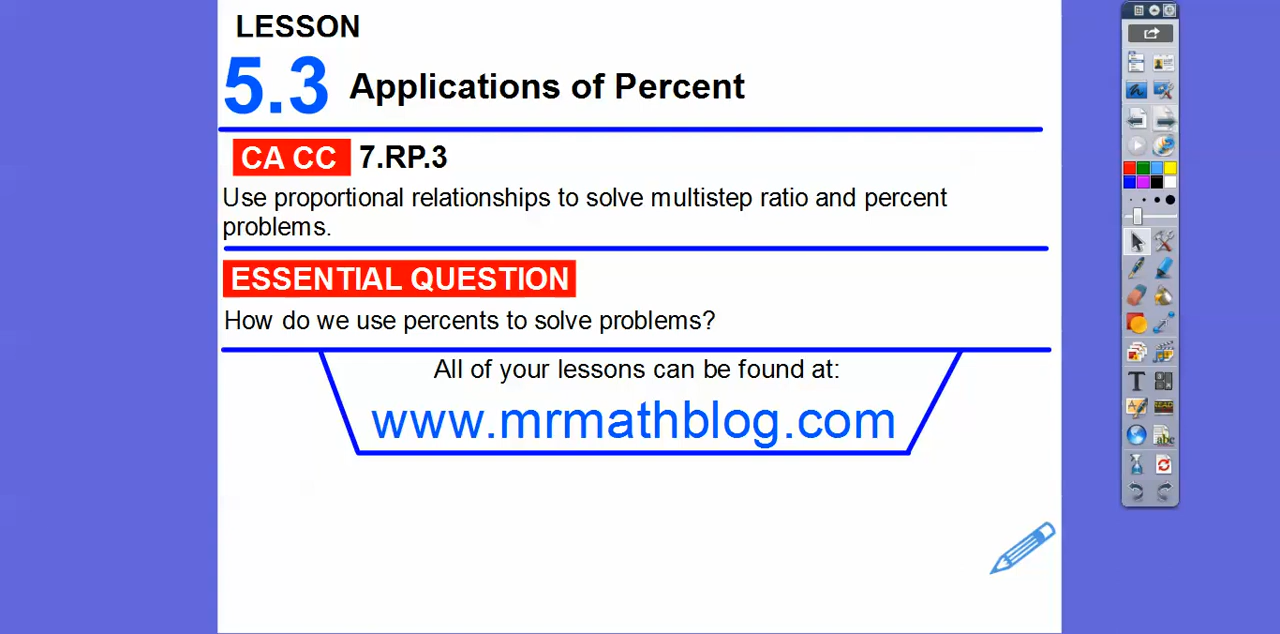 LESSON
5.3 Applications of Percent
CA CC 7.RP.3
Use proportional relationships to solve multistep ratio and percent
problems.
ESSENTIAL QUESTION
How do we use percents to solve problems?
All of your lessons can be found at:
www.mrmathblog.com